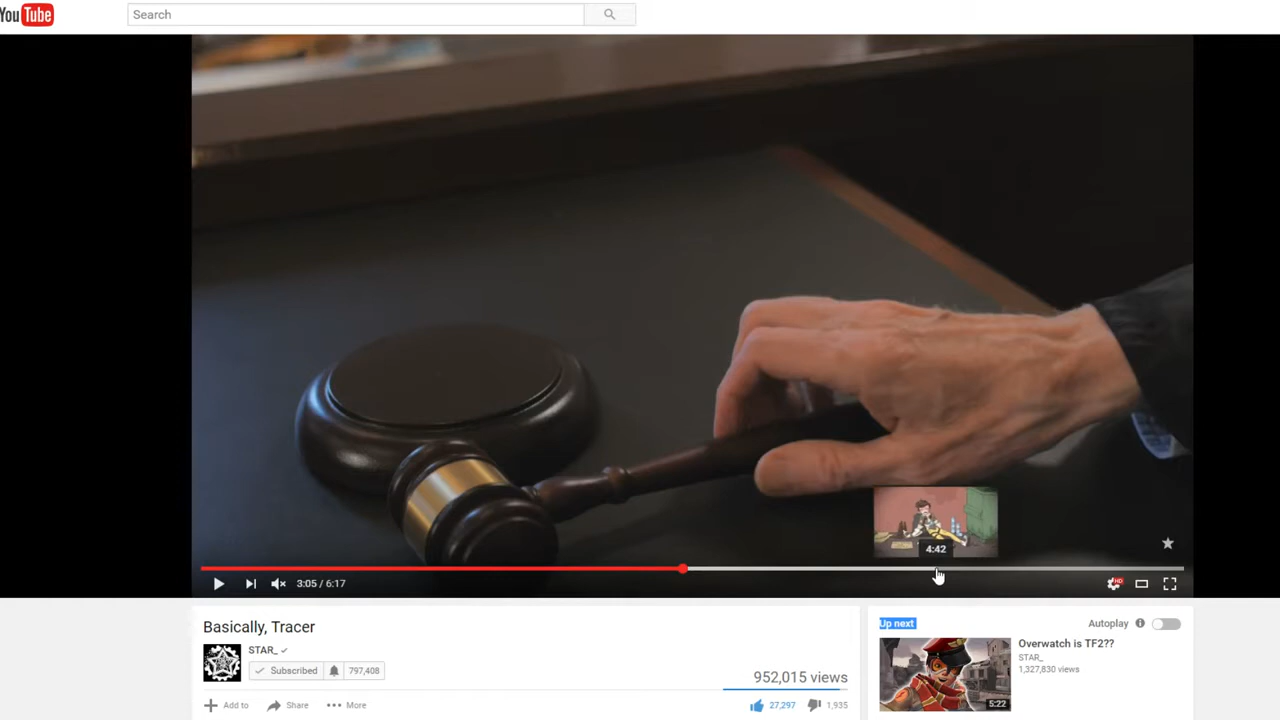 YouTube
Search
4:42
3:05 / 6:17
HD
Basically, Tracer
STAR_
Subscribed 797,408
952,015 views
Add to Share More
27,297 1,935
Up next
Autoplay
Overwatch is TF2??
STAR_
1,327,830 views
5:22